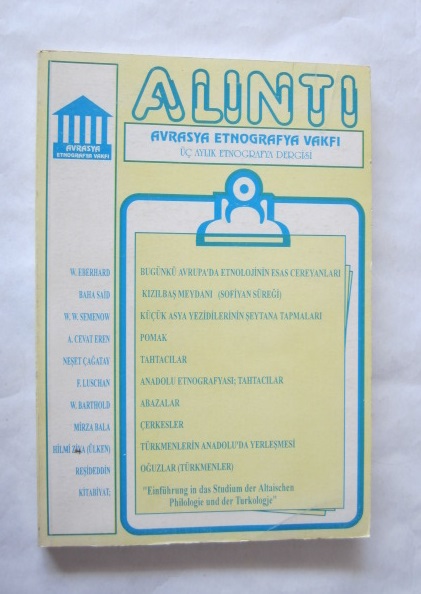 ALINTI
AVRASYA ETNOGRAFYA VAKFI
ÜÇ AYLIK ETNOGRAFYA DERGİSİ
AVRASYA
ETNOGRAFYA VAKFI
W. EBERHARD BUGÜNKÜ AVRUPA'DA ETNOLOJİNİN ESAS CEREYANLARI
BAHA SAİD KIZILBAŞ MEYDANI (SOFİYAN SÜREĞİ)
W. W. SEMENOW KÜÇÜK ASYA YEZİDİLERİNİN ŞEYTANA TAPMALARI
A. CEVAT EREN POMAK
NEŞET ÇAĞATAY TAHTACILAR
F. LUSCHAN ANADOLU ETNOGRAFYASI; TAHTACILAR
W. BARTHOLD ABAZALAR
MİRZA BALA ÇERKESLER
HİLMİ ZİYA (ÜLKEN) TÜRKMENLERİN ANADOLU'DA YERLEŞMESİ
REŞİDEDDİN OĞUZLAR (TÜRKMENLER)
KİTABİYAT: "Einführung in das Studium der Altaischen
Philologie und der Turkologje"